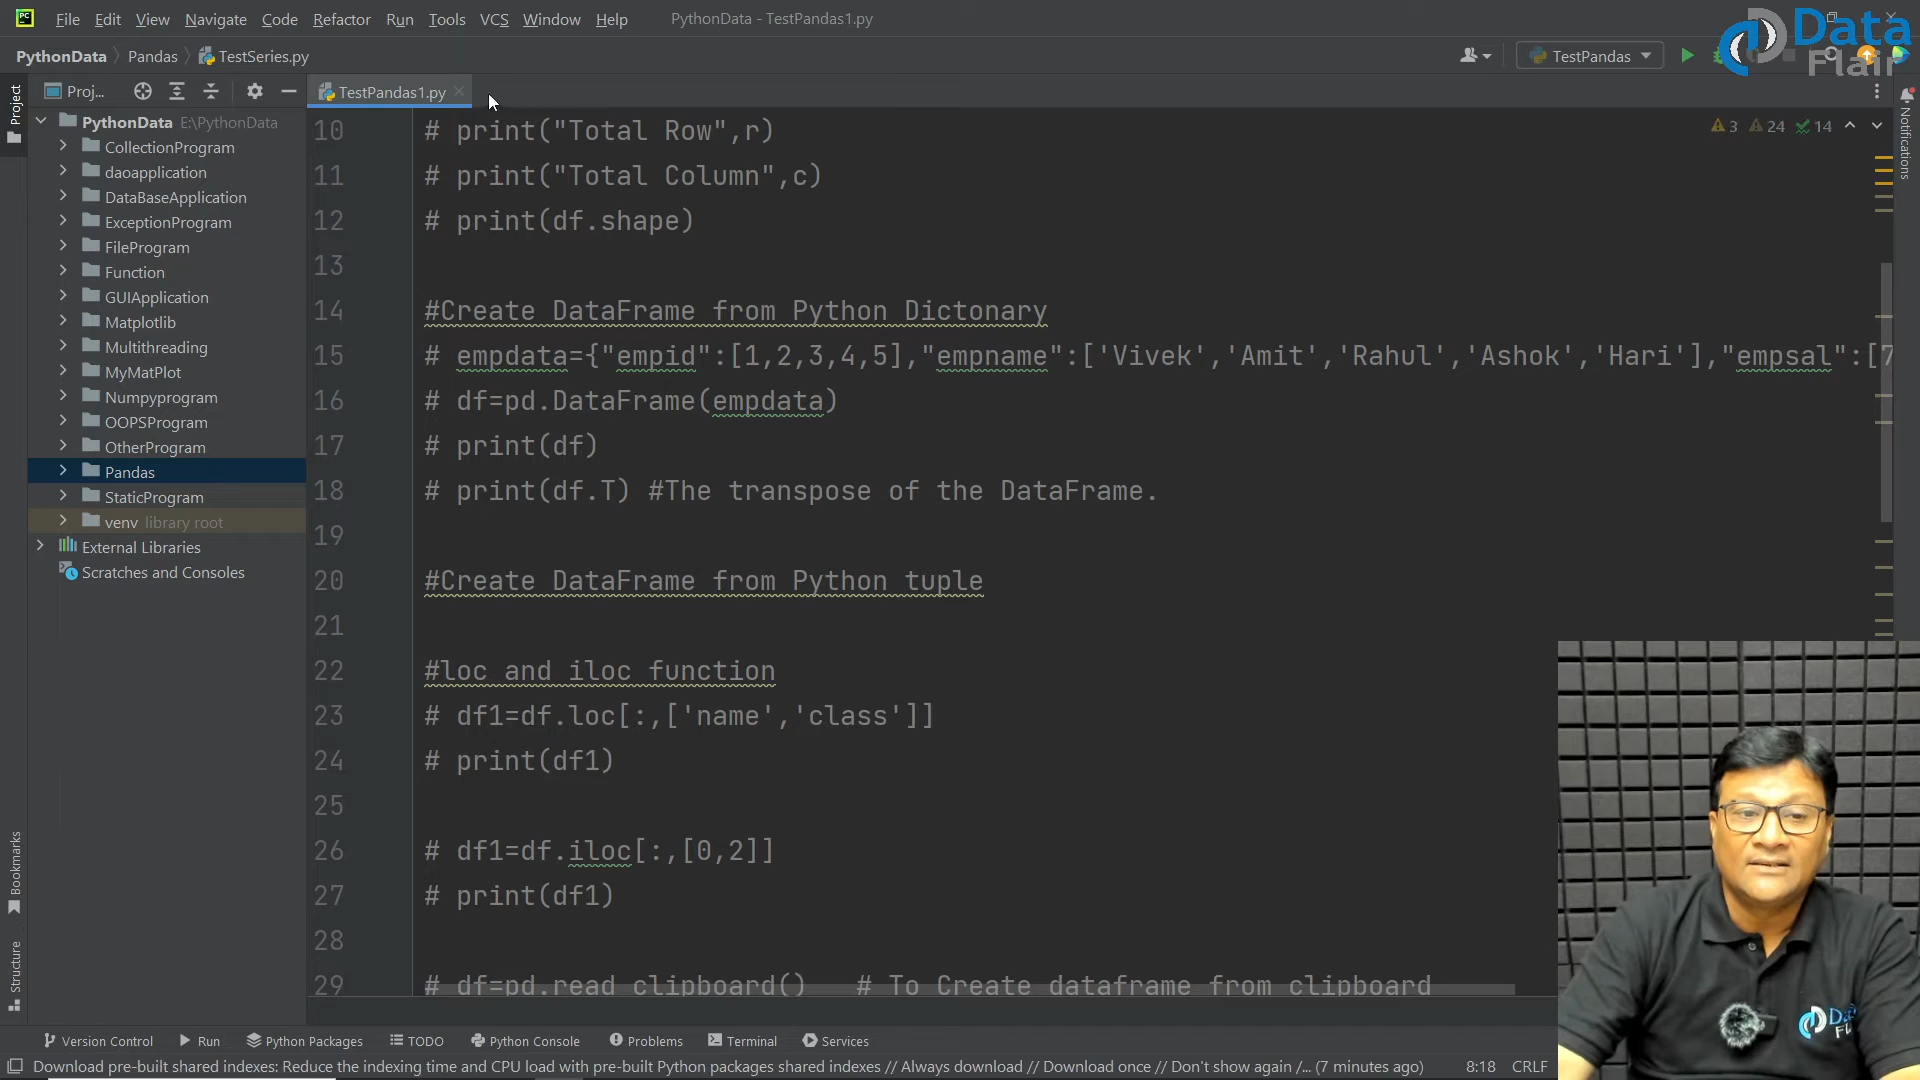 File Edit View Navigate Code Refactor Run Tools VCS Window Help PythonData - TestPandas1.py
Data
Flair
PythonData Pandas TestSeries.py
TestPandas
Project
Proj...
TestPandas1.py
Notifications
PythonData E:\PythonData
CollectionProgram
daoapplication
DataBaseApplication
ExceptionProgram
FileProgram
Function
GUIApplication
Matplotlib
Multithreading
MyMatPlot
Numpyprogram
OOPSProgram
OtherProgram
Pandas
StaticProgram
venv library root
External Libraries
Scratches and Consoles
3 24 14
10 # print("Total Row",r)
11 # print("Total Column",c)
12 # print(df.shape)
13
14 #Create DataFrame from Python Dictonary
15 # empdata={"empid":[1,2,3,4,5],"empname":['Vivek','Amit','Rahul','Ashok','Hari'],"empsal":[7
16 # df=pd.DataFrame(empdata)
17 # print(df)
18 # print(df.T) #The transpose of the DataFrame.
19
20 #Create DataFrame from Python tuple
21
22 #loc and iloc function
23 # df1=df.loc[:,['name','class']]
24 # print(df1)
25
26 # df1=df.iloc[:,[0,2]]
27 # print(df1)
28
29 # df=pd.read_clipboard() # To Create dataframe from clipboard
Bookmarks
Structure
Version Control Run Python Packages TODO Python Console Problems Terminal Services
Download pre-built shared indexes: Reduce the indexing time and CPU load with pre-built Python packages shared indexes // Always download // Download once // Don't show again /... (7 minutes ago) 8:18 CRLF